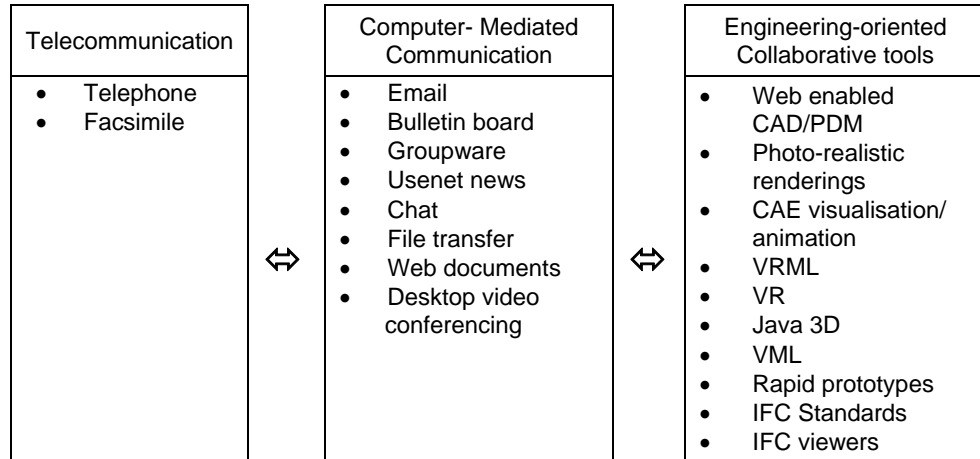 Telecommunication
• Telephone
• Facsimile
⇔
Computer- Mediated
Communication
• Email
• Bulletin board
• Groupware
• Usenet news
• Chat
• File transfer
• Web documents
• Desktop video
conferencing
⇔
Engineering-oriented
Collaborative tools
• Web enabled
CAD/PDM
• Photo-realistic
renderings
• CAE visualisation/
animation
• VRML
• VR
• Java 3D
• VML
• Rapid prototypes
• IFC Standards
• IFC viewers